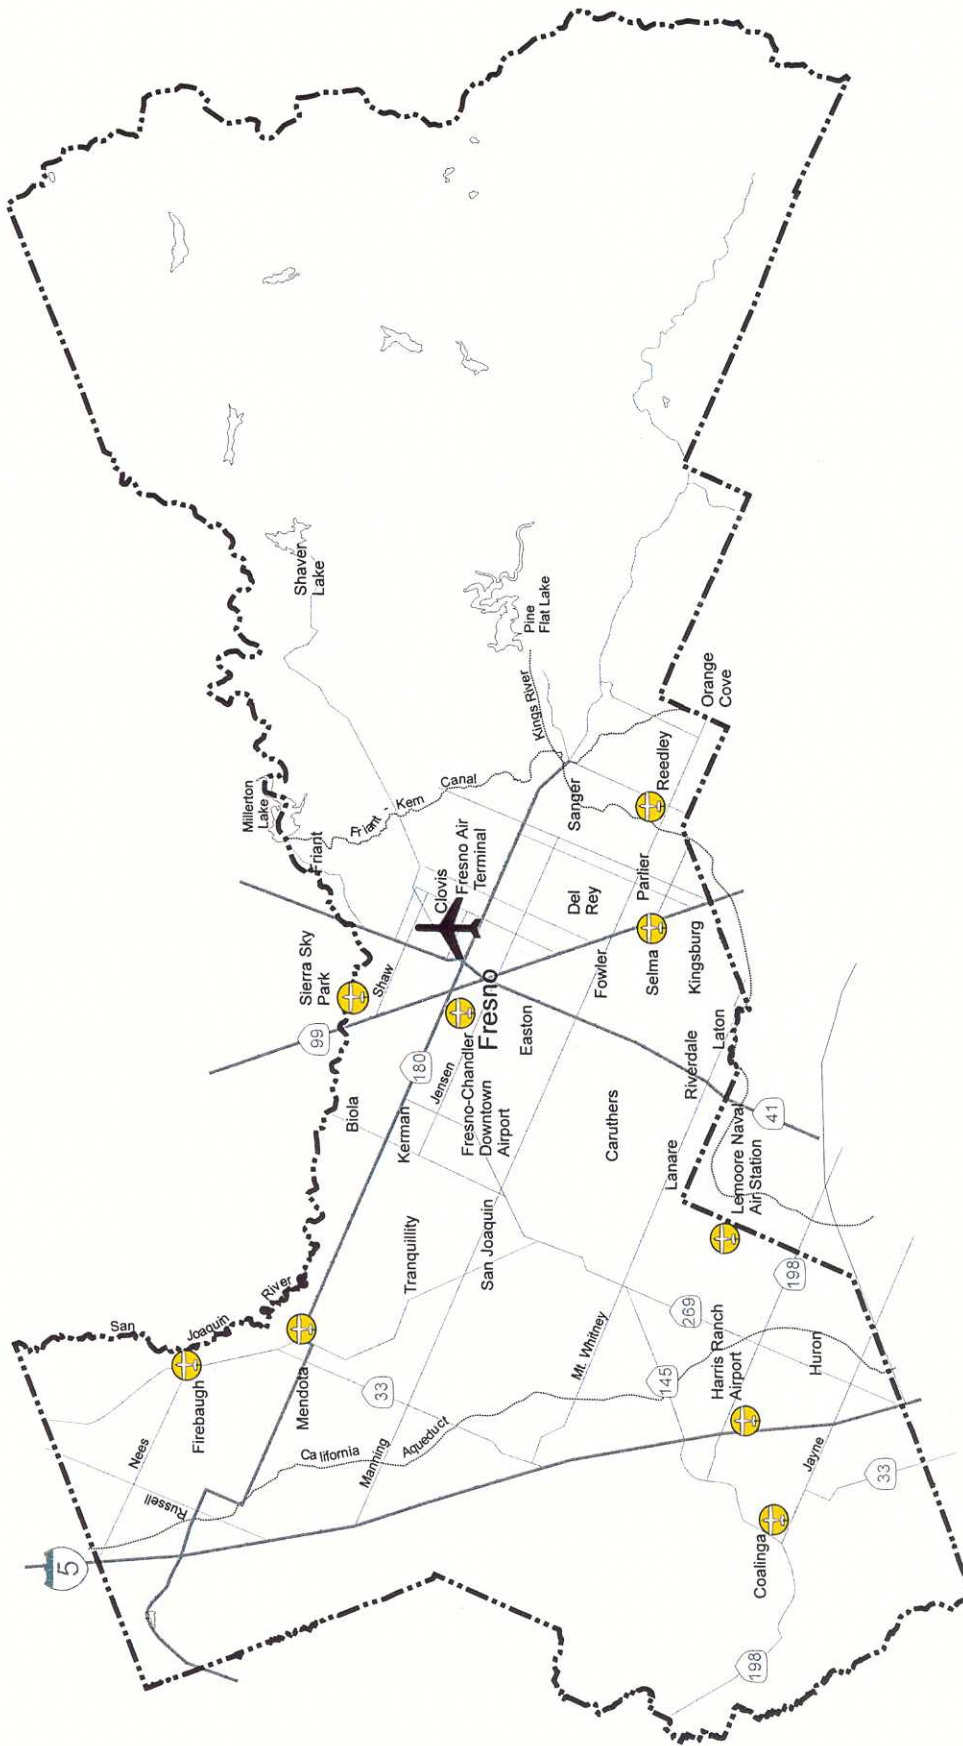 Shaver
Lake
Millerton
Lake
Friant
Friant -
Kern
Canal
Pine
Flat Lake
Kings River
Orange
Cove
Reedley
Sanger
Parlier
Del
Rey
Clovis
Fresno Air
Terminal
Sierra Sky
Park
Shaw
99
Fresno
Fresno-Chandler
Downtown
Airport
Easton
Fowler
Selma
Kingsburg
Laton
Riverdale
Lanare
Caruthers
41
Lemoore Naval
Air Station
180
Jensen
Biola
Kerman
Tranquillity
San Joaquin
San
Joaquin
River
Firebaugh
Mendota
Nees
Russell
33
California
Aqueduct
Manning
Mt. Whitney
145
269
198
Harris Ranch
Airport
Huron
Jayne
33
Coalinga
198
5